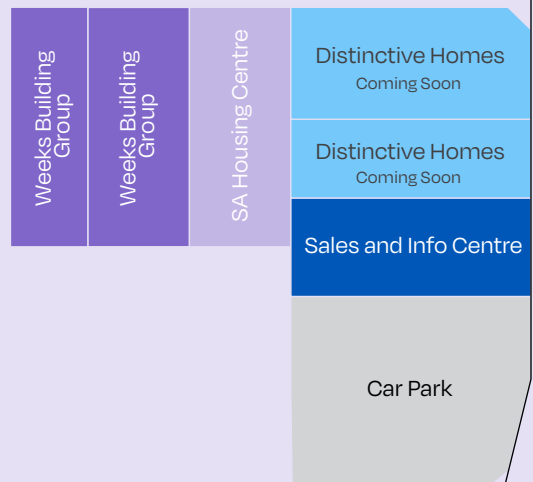 Weeks Building
Group
Weeks Building
Group
SA Housing Centre
Distinctive Homes
Coming Soon
Distinctive Homes
Coming Soon
Sales and Info Centre
Car Park